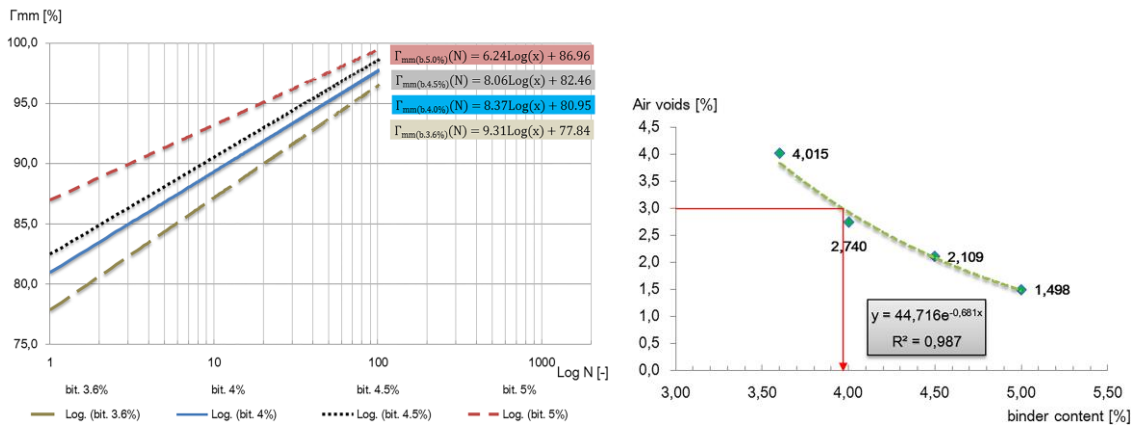 Γmm [%]
100,0
95,0
90,0
85,0
80,0
75,0
Γmm(b.5.0%)(N) = 6.24Log(x) + 86.96
Γmm(b.4.5%)(N) = 8.06Log(x) + 82.46
Γmm(b.4.0%)(N) = 8.37Log(x) + 80.95
Γmm(b.3.6%)(N) = 9.31Log(x) + 77.84
1 10 100 1000
Log N [-]
bit. 3.6% bit. 4% bit. 4.5% bit. 5%
Log. (bit. 3.6%) Log. (bit. 4%) Log. (bit. 4.5%) Log. (bit. 5%)
Air voids [%]
4,5
4,0
3,5
3,0
2,5
2,0
1,5
1,0
0,5
0,0
4,015
2,740
2,109
1,498
y = 44,716e-0,681x
R² = 0,987
3,00 3,50 4,00 4,50 5,00 5,50
binder content [%]